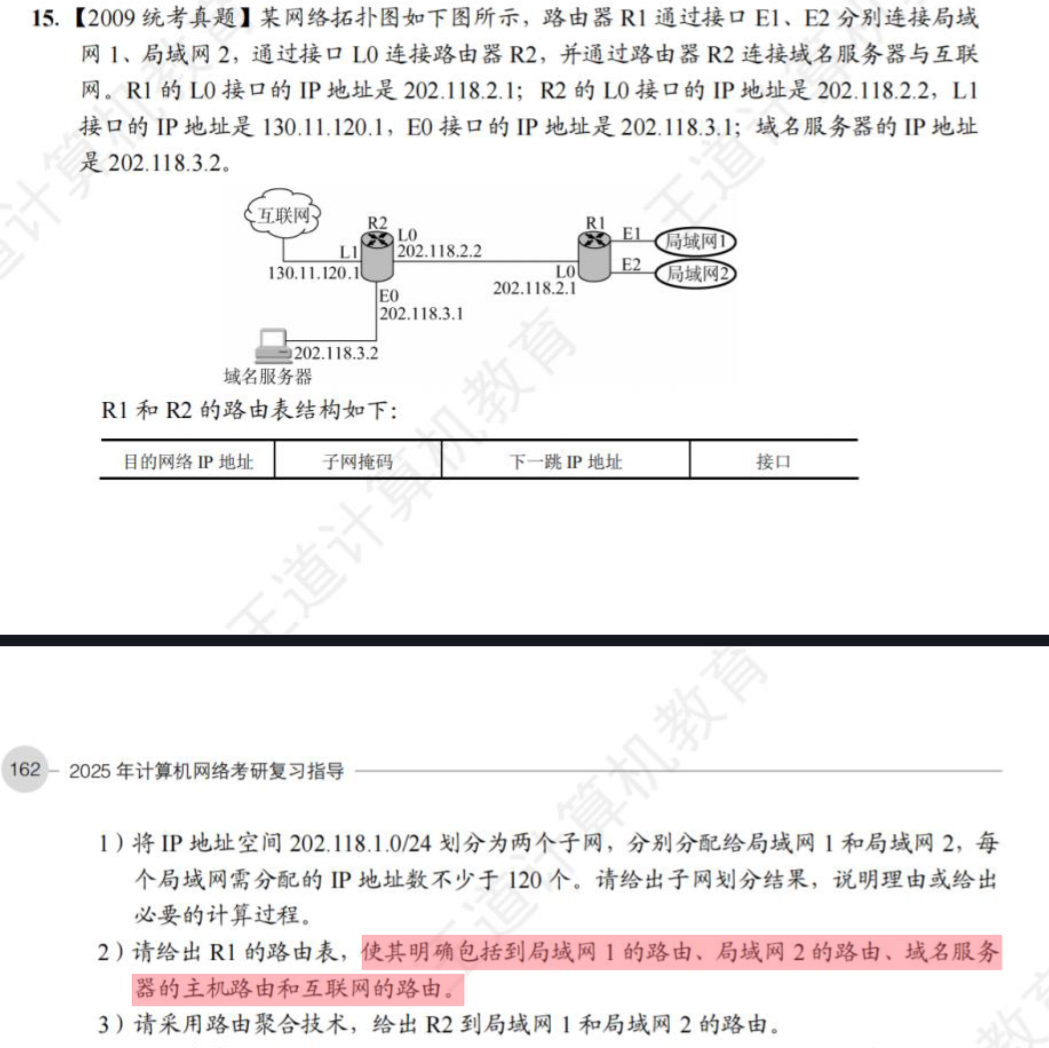 15.【2009 统考真题】某网络拓扑图如下图所示，路由器 R1 通过接口 E1、E2 分别连接局域
网 1、局域网 2，通过接口 L0 连接路由器 R2，并通过路由器 R2 连接域名服务器与互联
网。R1 的 L0 接口的 IP 地址是 202.118.2.1；R2 的 L0 接口的 IP 地址是 202.118.2.2，L1
接口的 IP 地址是 130.11.120.1，E0 接口的 IP 地址是 202.118.3.1；域名服务器的 IP 地址
是 202.118.3.2。
互联网
R2
L0
202.118.2.2
L1
130.11.120.1
E0
202.118.3.1
R1
E1
局域网1
E2
局域网2
L0
202.118.2.1
202.118.3.2
域名服务器
R1 和 R2 的路由表结构如下：
目的网络 IP 地址 子网掩码 下一跳 IP 地址 接口
162 2025 年计算机网络考研复习指导
1）将 IP 地址空间 202.118.1.0/24 划分为两个子网，分别分配给局域网 1 和局域网 2，每
个局域网需分配的 IP 地址数不少于 120 个。请给出子网划分结果，说明理由或给出
必要的计算过程。
2）请给出 R1 的路由表，使其明确包括到局域网 1 的路由、局域网 2 的路由、域名服务
器的主机路由和互联网的路由。
3）请采用路由聚合技术，给出 R2 到局域网 1 和局域网 2 的路由。
王道计算机教育